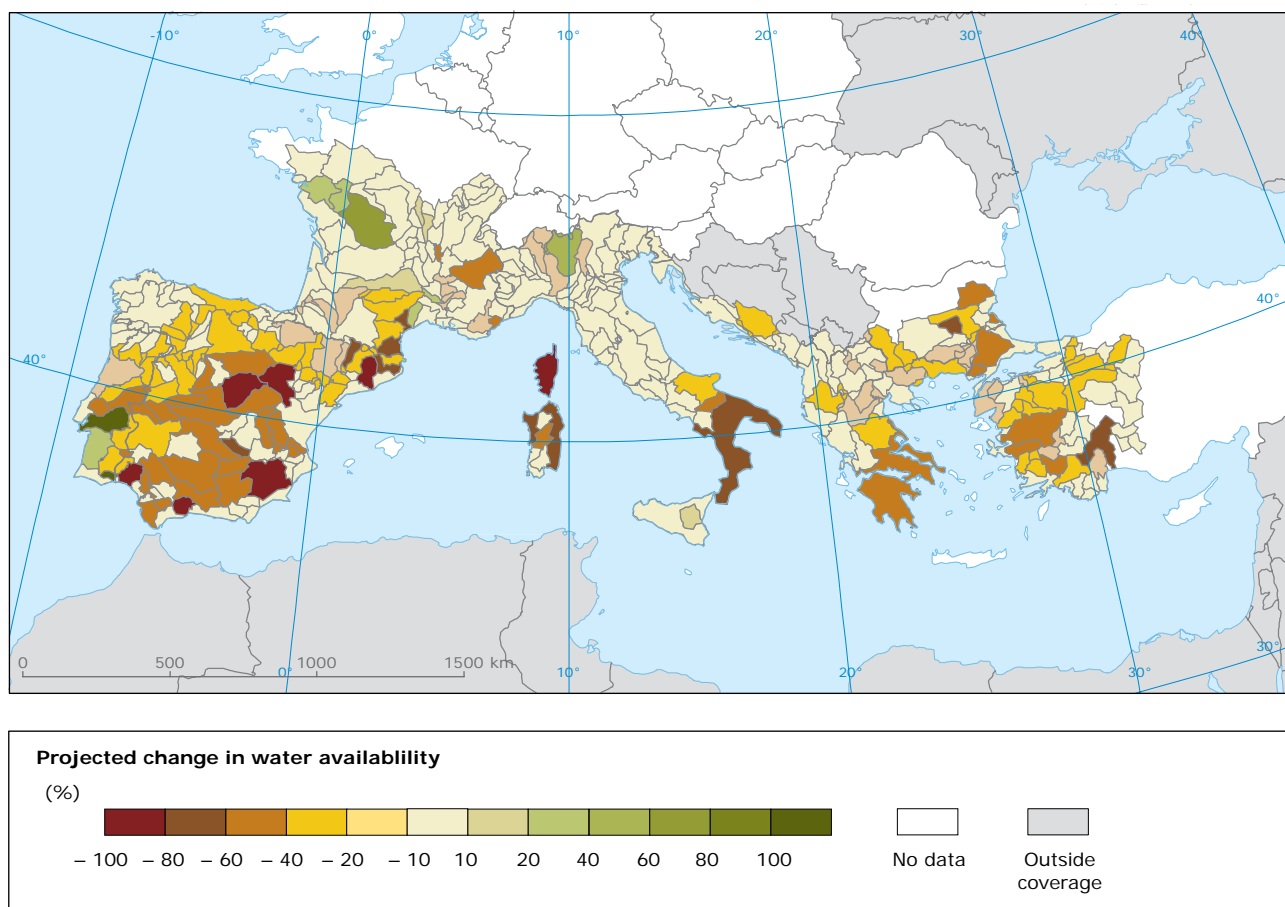 -10° 0° 10° 20° 30° 40°
40° 40°
0 500 1000 1500 km 30°
0° 10° 20° 30°
Projected change in water availablility
(%)
– 100 – 80 – 60 – 40 – 20 – 10 10 20 40 60 80 100 No data Outside
coverage